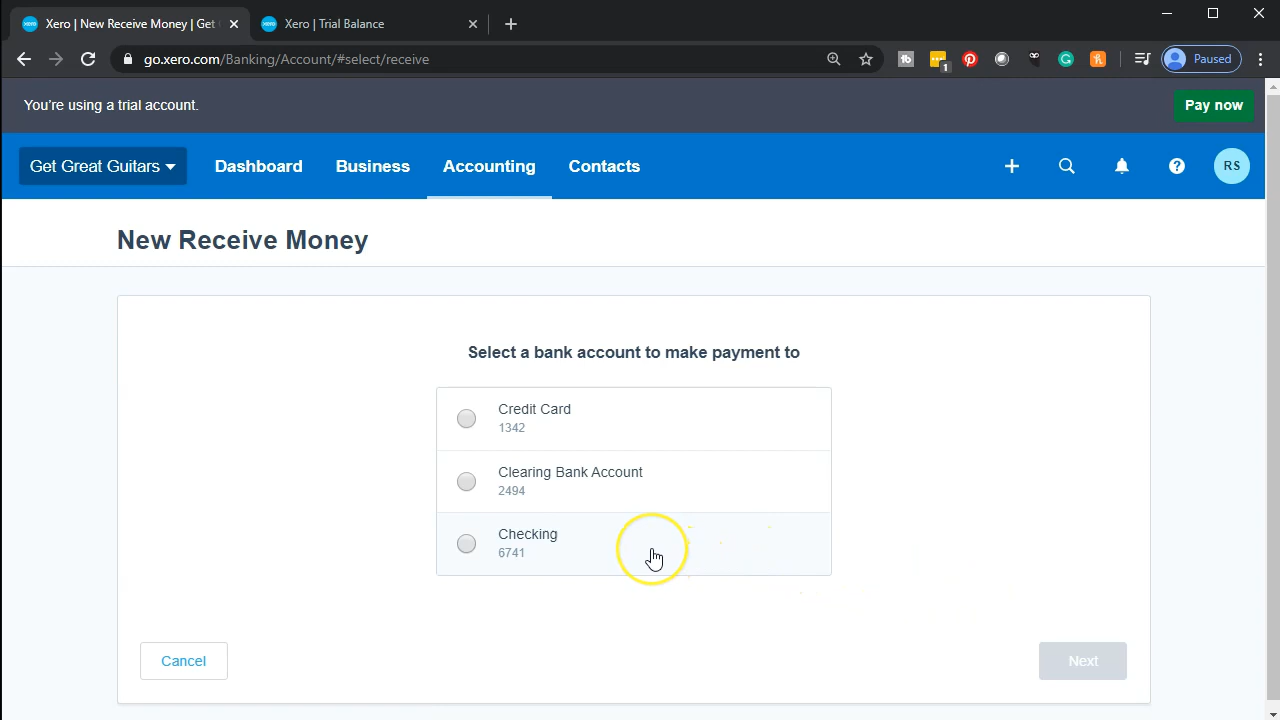 Xero | New Receive Money | Get
Xero | Trial Balance
go.xero.com/Banking/Account/#select/receive
1
Paused
You're using a trial account.
Pay now
Get Great Guitars
Dashboard
Business
Accounting
Contacts
RS
New Receive Money
Select a bank account to make payment to
Credit Card
1342
Clearing Bank Account
2494
Checking
6741
Cancel
Next